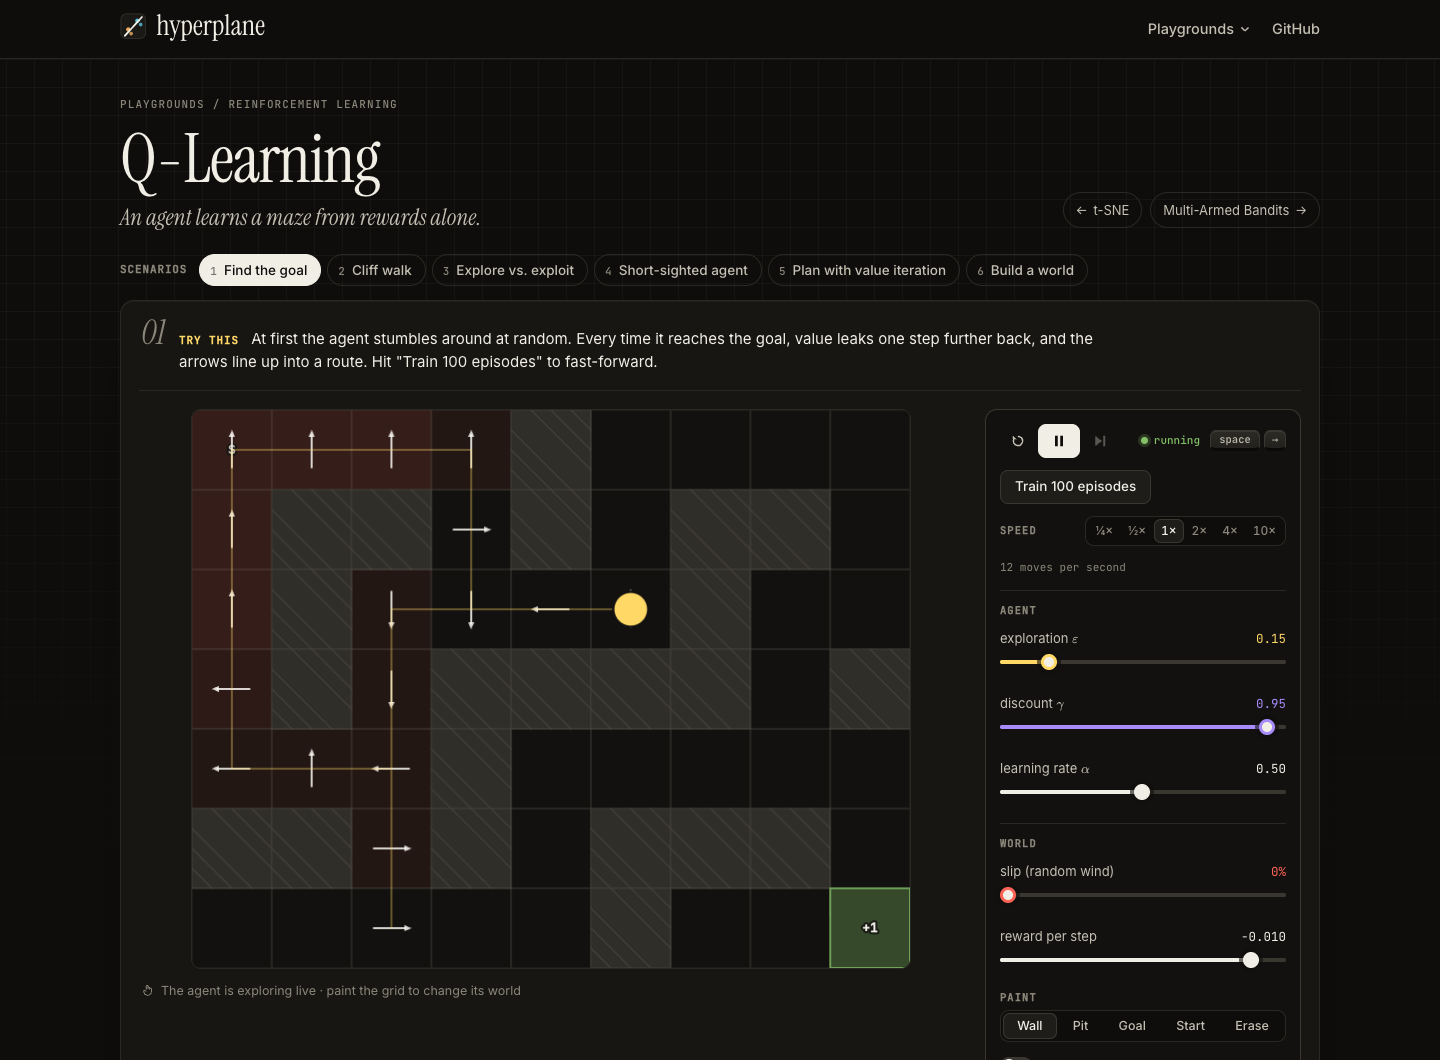 hyperplane
Playgrounds
GitHub
PLAYGROUNDS / REINFORCEMENT LEARNING
Q-Learning
An agent learns a maze from rewards alone.
← t-SNE
Multi-Armed Bandits →
SCENARIOS
1 Find the goal
2 Cliff walk
3 Explore vs. exploit
4 Short-sighted agent
5 Plan with value iteration
6 Build a world
01
TRY THIS At first the agent stumbles around at random. Every time it reaches the goal, value leaks one step further back, and the
arrows line up into a route. Hit "Train 100 episodes" to fast-forward.
S
+1
The agent is exploring live · paint the grid to change its world
running
space
→
Train 100 episodes
SPEED
¼×
½×
1×
2×
4×
10×
12 moves per second
AGENT
exploration ε
0.15
discount γ
0.95
learning rate α
0.50
WORLD
slip (random wind)
0%
reward per step
-0.010
PAINT
Wall
Pit
Goal
Start
Erase